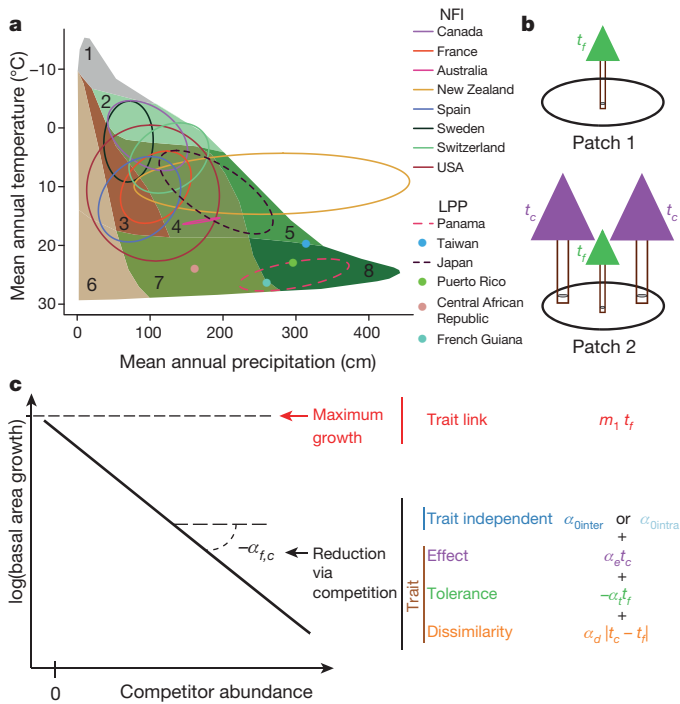 a
Mean annual temperature (°C)
–10
0
10
20
30
1
2
3
4
5
6
7
8
0
100
200
300
400
Mean annual precipitation (cm)
NFI
Canada
France
Australia
New Zealand
Spain
Sweden
Switzerland
USA
LPP
Panama
Taiwan
Japan
Puerto Rico
Central African
Republic
French Guiana
b
t_f
Patch 1
t_c
t_c
t_f
Patch 2
c
log(basal area growth)
0
Competitor abundance
Maximum
growth
–α_{f,c}
Reduction
via
competition
Trait link
m_1 t_f
Trait
Trait independent
α_{0inter} or α_{0intra}
+
Effect
α_e t_c
+
Tolerance
–α_t t_f
+
Dissimilarity
α_d |t_c – t_f|